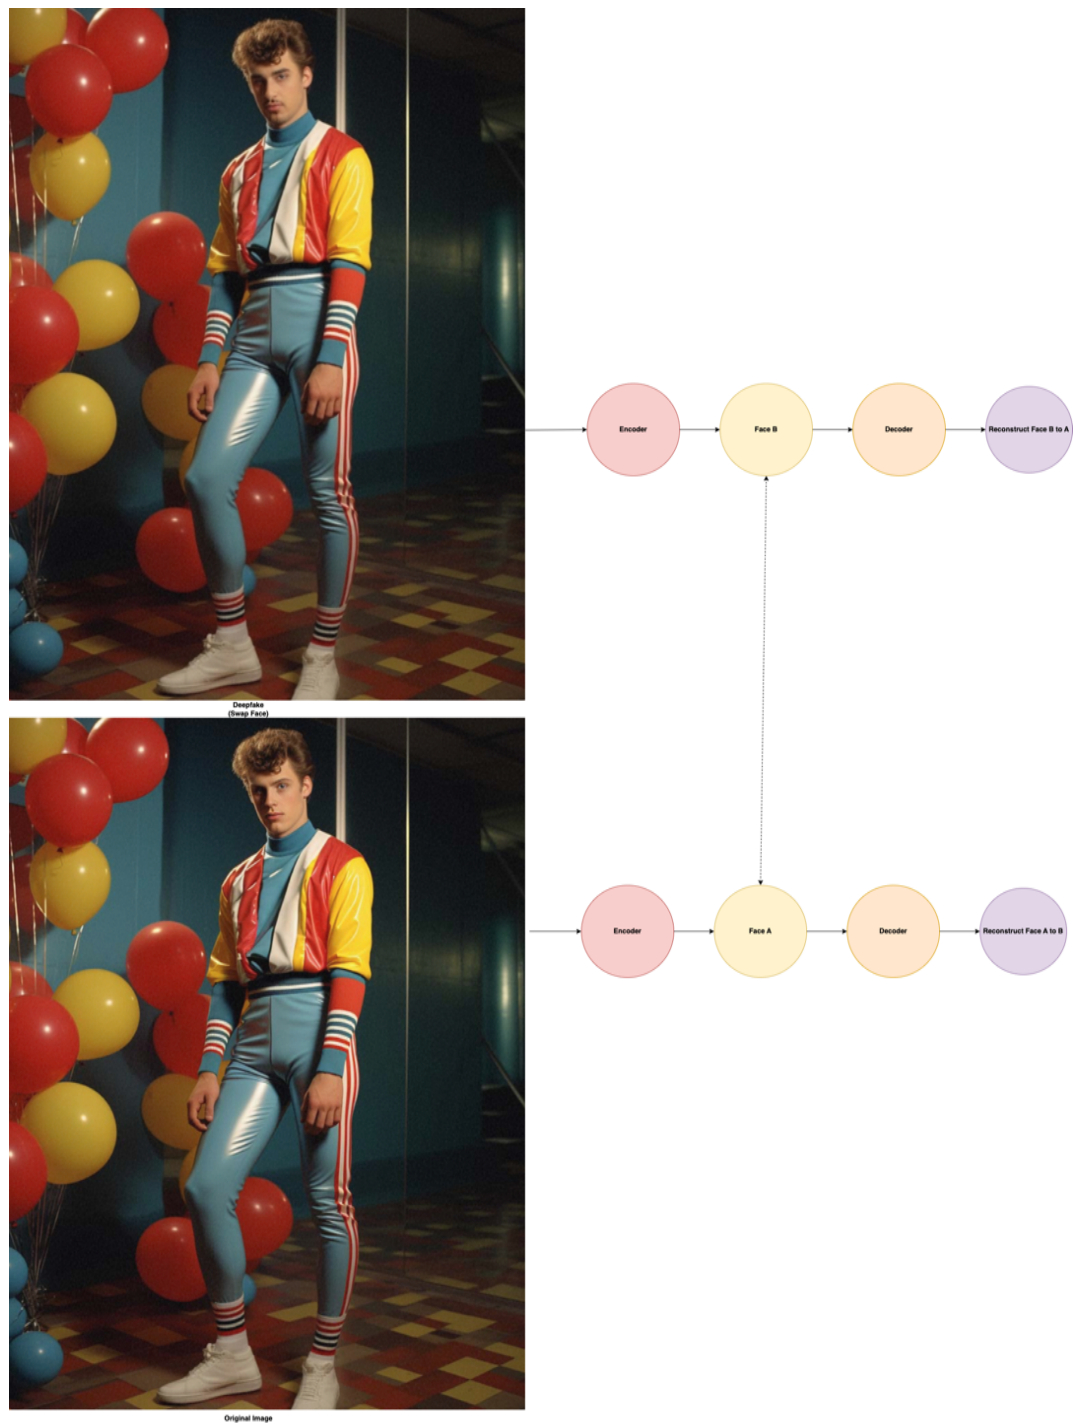 Encoder
Face B
Decoder
Reconstruct Face B to A
Deepfake
(Swap Face)
Encoder
Face A
Decoder
Reconstruct Face A to B
Original Image